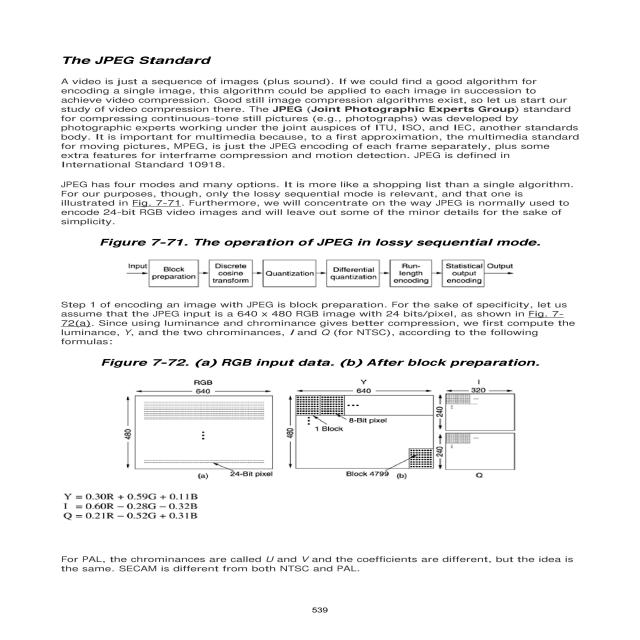 The JPEG Standard
A video is just a sequence of images (plus sound). If we could find a good algorithm for
encoding a single image, this algorithm could be applied to each image in succession to
achieve video compression. Good still image compression algorithms exist, so let us start our
study of video compression there. The JPEG (Joint Photographic Experts Group) standard
for compressing continuous-tone still pictures (e.g., photographs) was developed by
photographic experts working under the joint auspices of ITU, ISO, and IEC, another standards
body. It is important for multimedia because, to a first approximation, the multimedia standard
for moving pictures, MPEG, is just the JPEG encoding of each frame separately, plus some
extra features for interframe compression and motion detection. JPEG is defined in
International Standard 10918.
JPEG has four modes and many options. It is more like a shopping list than a single algorithm.
For our purposes, though, only the lossy sequential mode is relevant, and that one is
illustrated in Fig. 7-71. Furthermore, we will concentrate on the way JPEG is normally used to
encode 24-bit RGB video images and will leave out some of the minor details for the sake of
simplicity.
Figure 7-71. The operation of JPEG in lossy sequential mode.
Input
Block
preparation
Discrete
cosine
transform
Quantization
Differential
quantization
Run-
length
encoding
Statistical
output
encoding
Output
Step 1 of encoding an image with JPEG is block preparation. For the sake of specificity, let us
assume that the JPEG input is a 640 x 480 RGB image with 24 bits/pixel, as shown in Fig. 7-
72(a). Since using luminance and chrominance gives better compression, we first compute the
luminance, Y, and the two chrominances, I and Q (for NTSC), according to the following
formulas:
Figure 7-72. (a) RGB input data. (b) After block preparation.
RGB
640
480
24-Bit pixel
(a)
Y
640
480
8-Bit pixel
1 Block
Block 4799
(b)
I
320
240
240
Q
Y = 0.30R + 0.59G + 0.11B
I = 0.60R − 0.28G − 0.32B
Q = 0.21R − 0.52G + 0.31B
For PAL, the chrominances are called U and V and the coefficients are different, but the idea is
the same. SECAM is different from both NTSC and PAL.
539